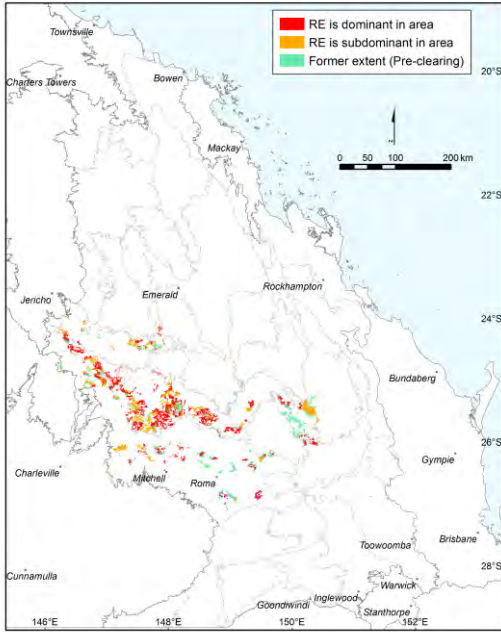 RE is dominant in area
RE is subdominant in area
Former extent (Pre-clearing)
Townsville
20°S
Charters Towers
Bowen
Mackay
0 50 100 200 km
22°S
Jericho
Emerald
Rockhampton
24°S
Bundaberg
26°S
Charleville
Mitchell
Roma
Gympie
Toowoomba
Brisbane
28°S
Cunnamulla
Warwick
Inglewood
Goondiwindi
Stanthorpe
146°E
148°E
150°E
152°E